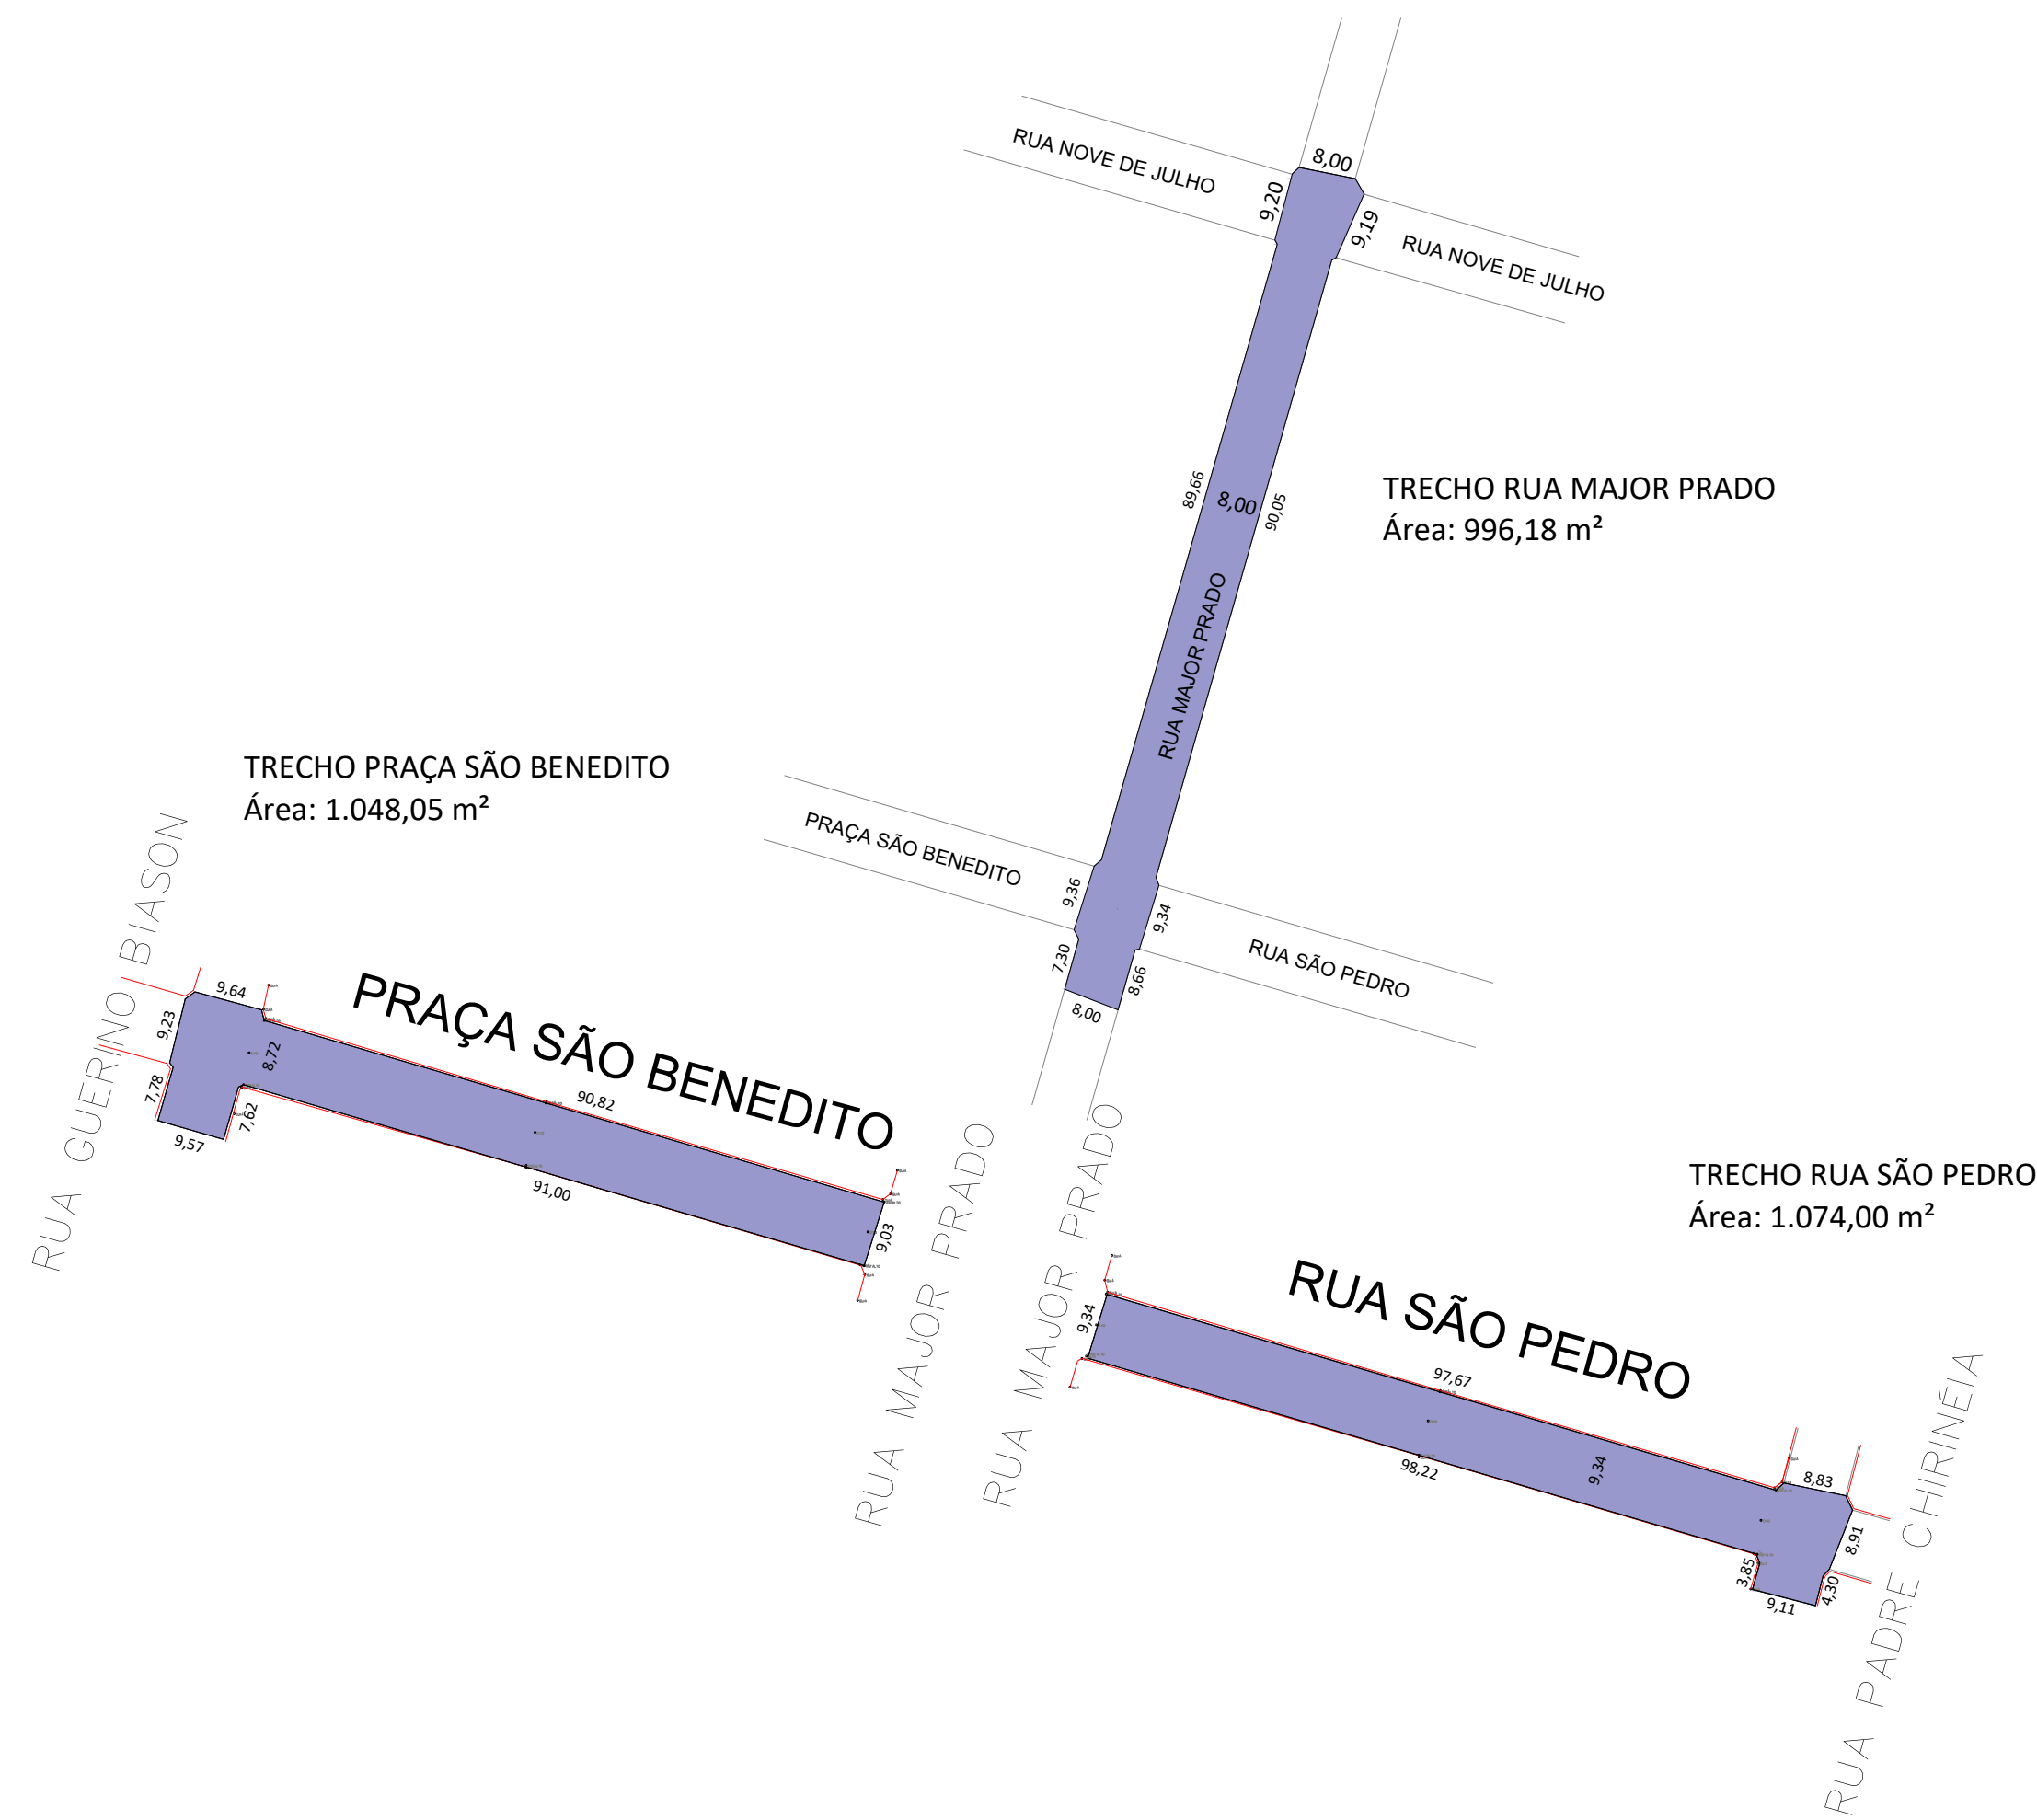 8,00
RUA NOVE DE JULHO
9,20
9,19
RUA NOVE DE JULHO
89,66
8,00
90,05
TRECHO RUA MAJOR PRADO
Área: 996,18 m²
RUA MAJOR PRADO
TRECHO PRAÇA SÃO BENEDITO
Área: 1.048,05 m²
PRAÇA SÃO BENEDITO
9,36
9,34
RUA SÃO PEDRO
7,30
8,66
8,00
RUA GUERINO BIASON
9,64
9,23
8,72
PRAÇA SÃO BENEDITO
90,82
7,78
7,62
9,57
91,00
9,03
RUA MAJOR PRADO
RUA MAJOR PRADO
TRECHO RUA SÃO PEDRO
Área: 1.074,00 m²
RUA SÃO PEDRO
9,34
97,67
98,22
9,34
8,83
8,91
3,85
4,30
9,11
RUA PADRE CHIRINÉIA